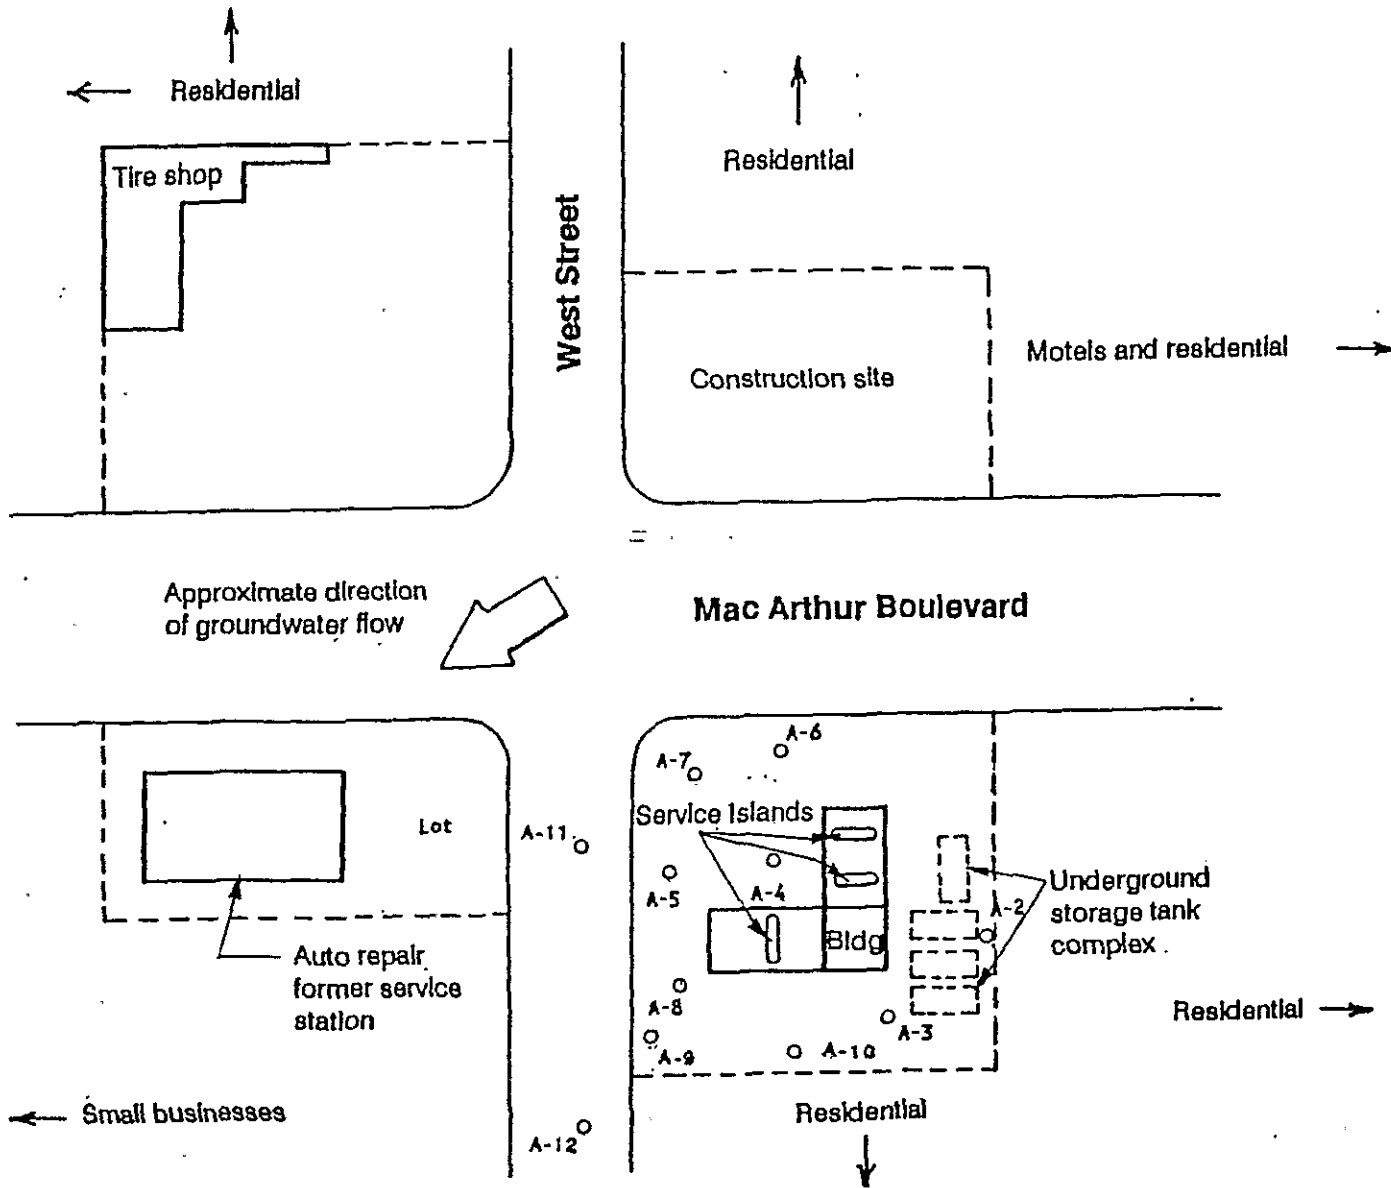 Residential
Tire shop
West Street
Residential
Construction site
Motels and residential
Approximate direction
of groundwater flow
Mac Arthur Boulevard
A-6
A-7
Service Islands
Lot
A-11
A-5
A-4
Underground
storage tank
complex
A-2
Bldg
Auto repair
former service
station
A-8
A-3
A-9
A-10
Residential
Small businesses
Residential
A-12